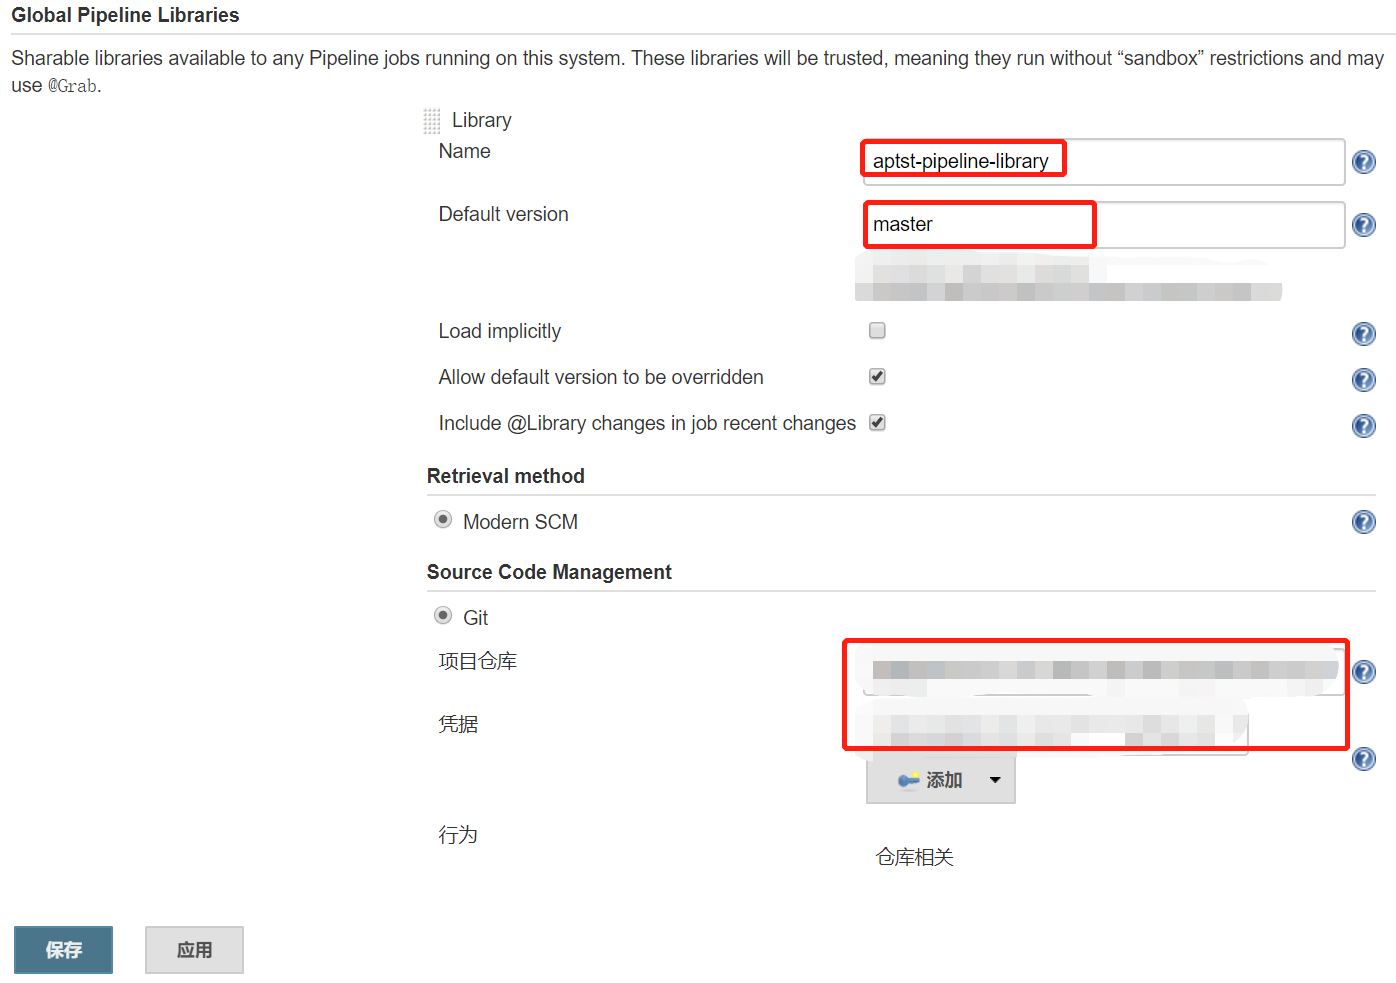 Global Pipeline Libraries
Sharable libraries available to any Pipeline jobs running on this system. These libraries will be trusted, meaning they run without “sandbox” restrictions and may
use @Grab.
Library
Name
aptst-pipeline-library
Default version
master
Load implicitly
Allow default version to be overridden
Include @Library changes in job recent changes
Retrieval method
Modern SCM
Source Code Management
Git
项目仓库
凭据
添加
行为
仓库相关
保存
应用